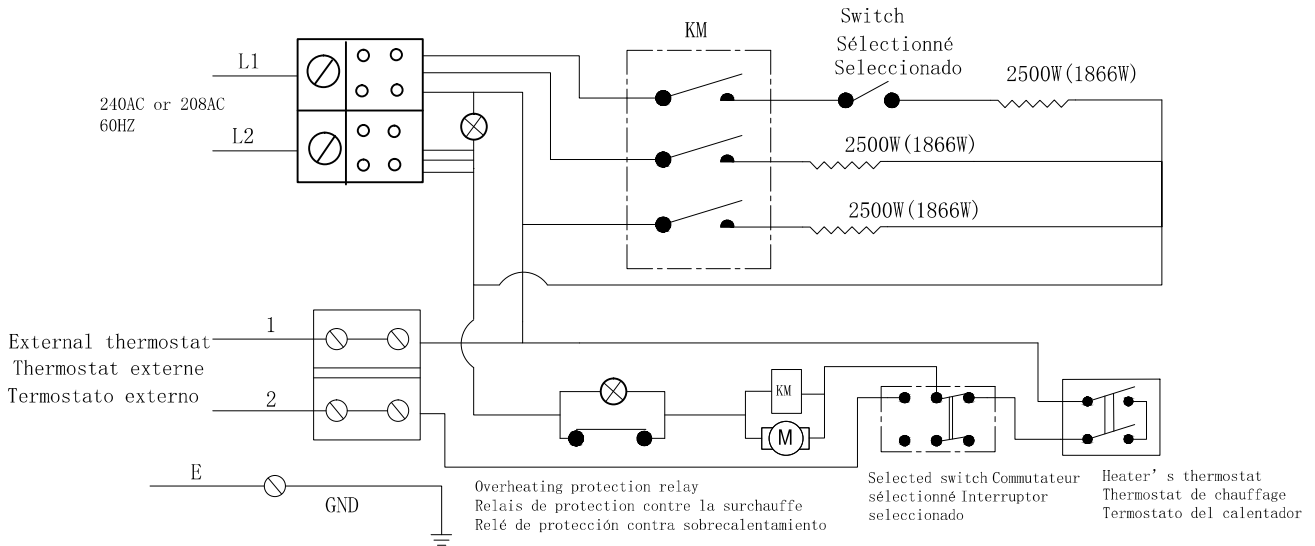 Switch
Sélectionné
Seleccionado
KM
L1
2500W(1866W)
240AC or 208AC
60HZ
L2
2500W(1866W)
2500W(1866W)
1
External thermostat
Thermostat externe
Termostato externo
2
KM
M
E
GND
Overheating protection relay
Relais de protection contre la surchauffe
Relé de protección contra sobrecalentamiento
Selected switch Commutateur
sélectionné Interruptor
seleccionado
Heater's thermostat
Thermostat de chauffage
Termostato del calentador